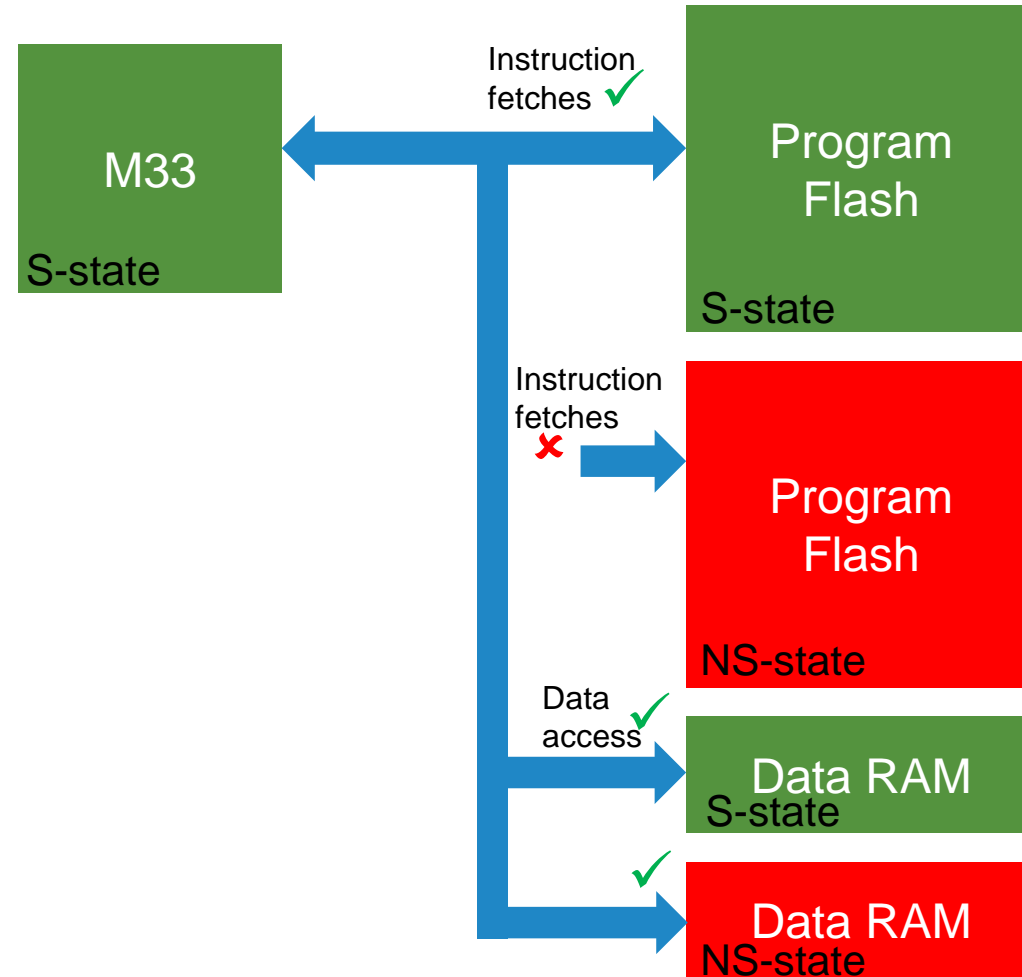 M33
S-state
Instruction
fetches ✓
Program
Flash
S-state
Instruction
fetches
✘
Program
Flash
NS-state
Data
access ✓
Data RAM
S-state
✓
Data RAM
NS-state